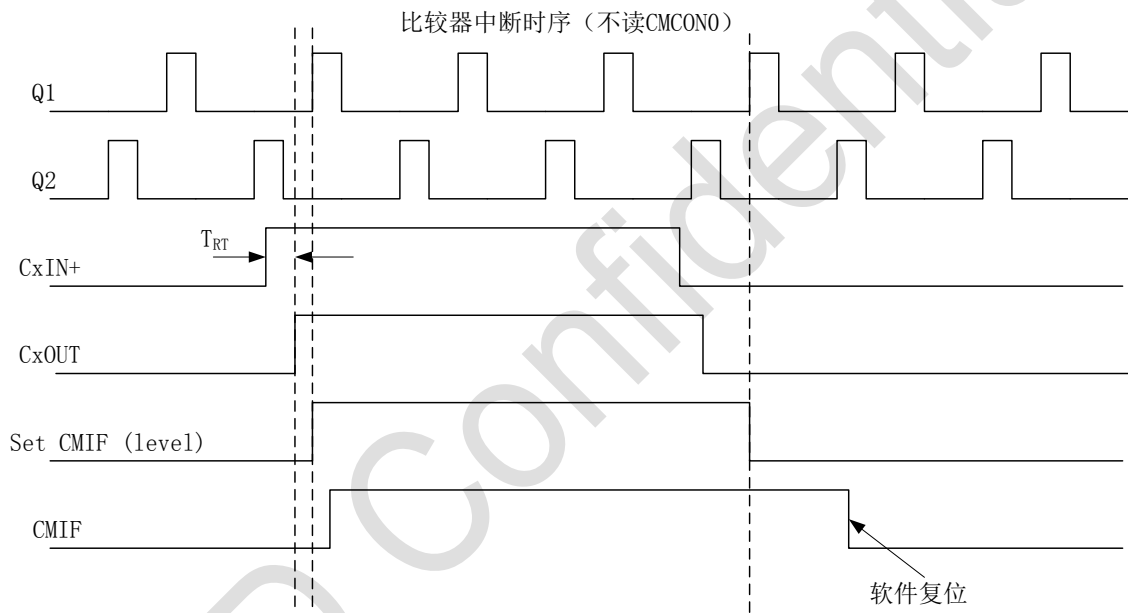 比较器中断时序（不读CMCON0）
Q1
Q2
TRT
CxIN+
CxOUT
Set CMIF (level)
CMIF
软件复位
D Confidential